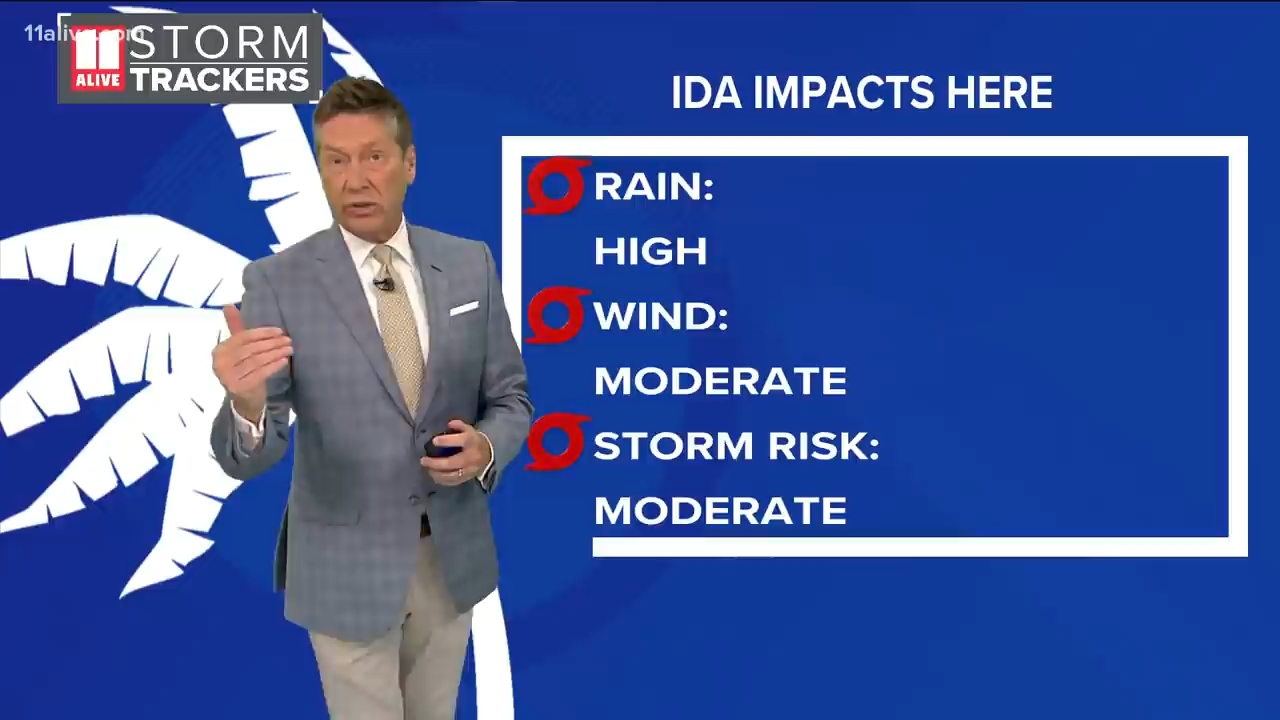 11alive.com
11
ALIVE
STORM
TRACKERS
IDA IMPACTS HERE
RAIN:
HIGH
WIND:
MODERATE
STORM RISK:
MODERATE